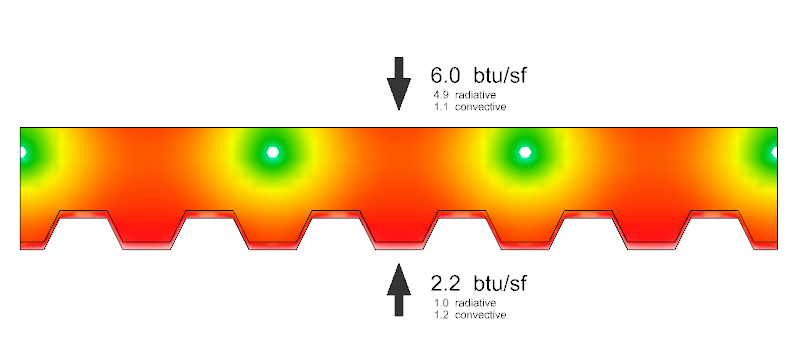 6.0 btu/sf
4.9 radiative
1.1 convective
2.2 btu/sf
1.0 radiative
1.2 convective